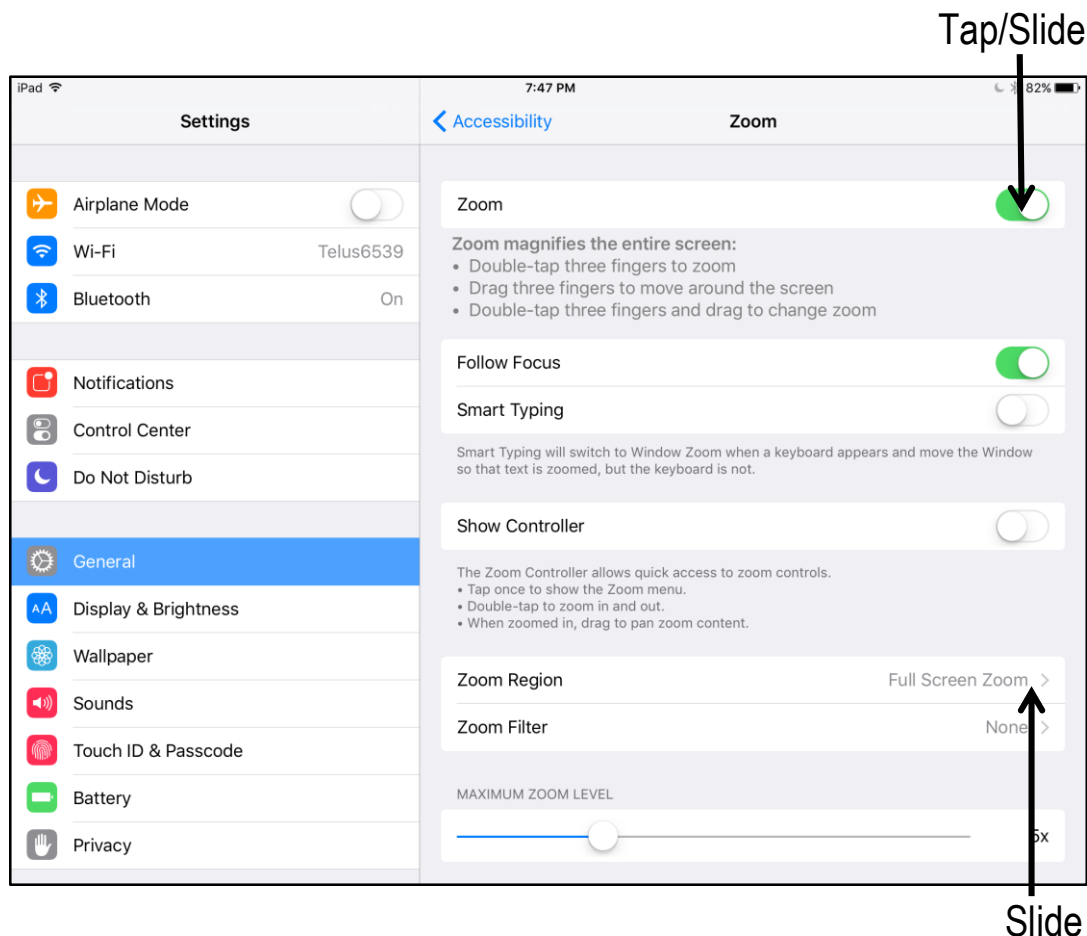 Tap/Slide
iPad 7:47 PM 82%
Settings
Airplane Mode
Wi-Fi Telus6539
Bluetooth On
Notifications
Control Center
Do Not Disturb
General
AA Display & Brightness
Wallpaper
Sounds
Touch ID & Passcode
Battery
Privacy
Accessibility Zoom
Zoom
Zoom magnifies the entire screen:
• Double-tap three fingers to zoom
• Drag three fingers to move around the screen
• Double-tap three fingers and drag to change zoom
Follow Focus
Smart Typing
Smart Typing will switch to Window Zoom when a keyboard appears and move the Window
so that text is zoomed, but the keyboard is not.
Show Controller
The Zoom Controller allows quick access to zoom controls.
• Tap once to show the Zoom menu.
• Double-tap to zoom in and out.
• When zoomed in, drag to pan zoom content.
Zoom Region Full Screen Zoom
Zoom Filter None
MAXIMUM ZOOM LEVEL
5x
Slide